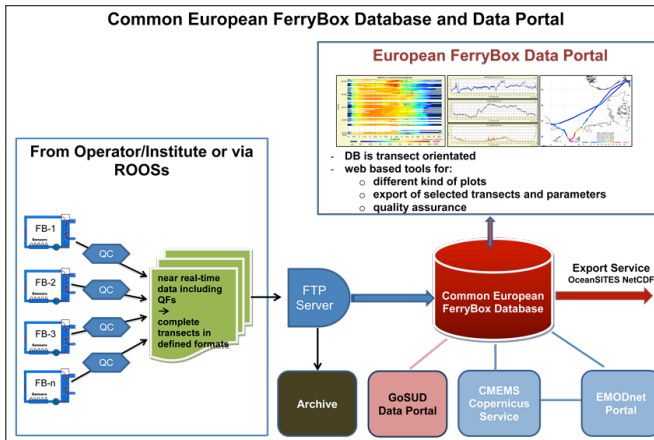 Common European FerryBox Database and Data Portal
European FerryBox Data Portal
- DB is transect orientated
- web based tools for:
o different kind of plots
o export of selected transects and parameters
o quality assurance
From Operator/Institute or via
ROOSs
FB-1
Sensors
QC
FB-2
Sensors
QC
FB-3
Sensors
QC
FB-n
Sensors
QC
near real-time
data including
QFs
→
complete
transects in
defined formats
FTP
Server
Common European
FerryBox Database
Export Service
OceanSITES NetCDF
Archive
GoSUD
Data Portal
CMEMS
Copernicus
Service
EMODnet
Portal